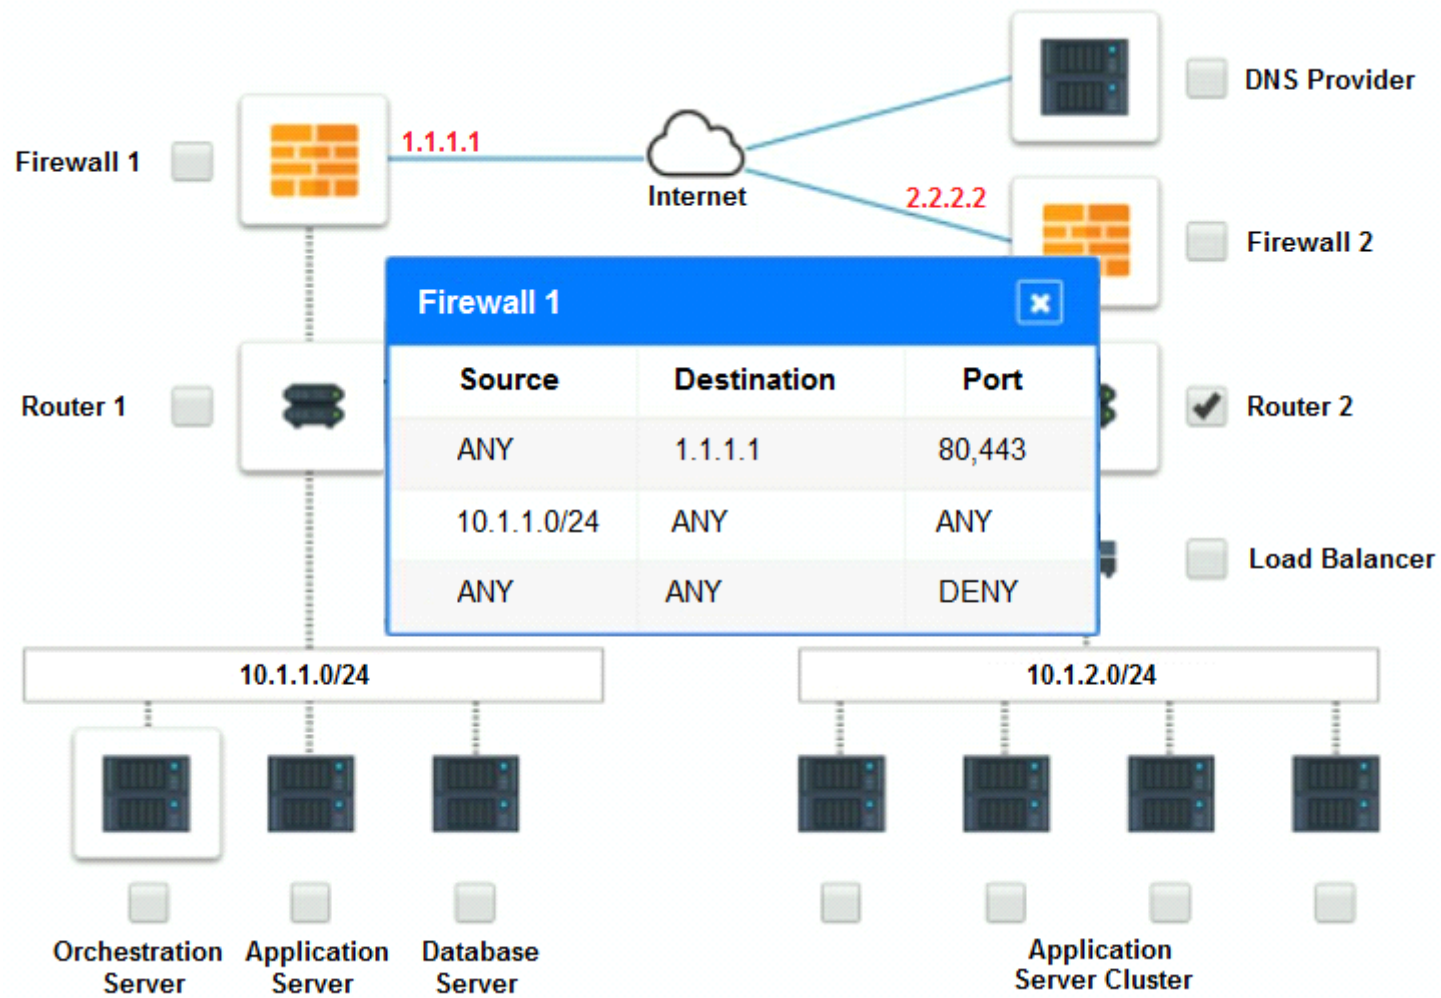 DNS Provider
Firewall 1
1.1.1.1
Internet
2.2.2.2
Firewall 2
Firewall 1
Source Destination Port
ANY 1.1.1.1 80,443
10.1.1.0/24 ANY ANY
ANY ANY DENY
Router 1
Router 2
Load Balancer
10.1.1.0/24
10.1.2.0/24
Orchestration
Server
Application
Server
Database
Server
Application
Server Cluster